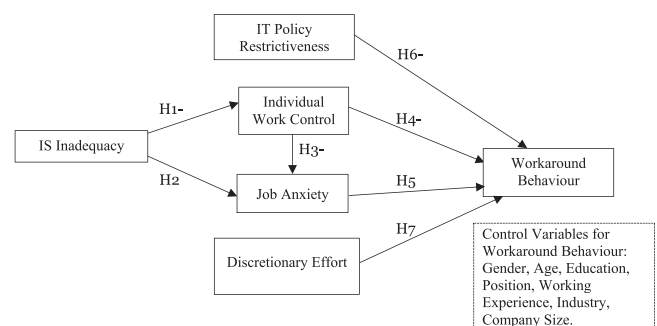 IT Policy
Restrictiveness
H6-
Individual
Work Control
H1-
H4-
IS Inadequacy
H3-
Workaround
Behaviour
H2
Job Anxiety
H5
H7
Discretionary Effort
Control Variables for
Workaround Behaviour:
Gender, Age, Education,
Position, Working
Experience, Industry,
Company Size.